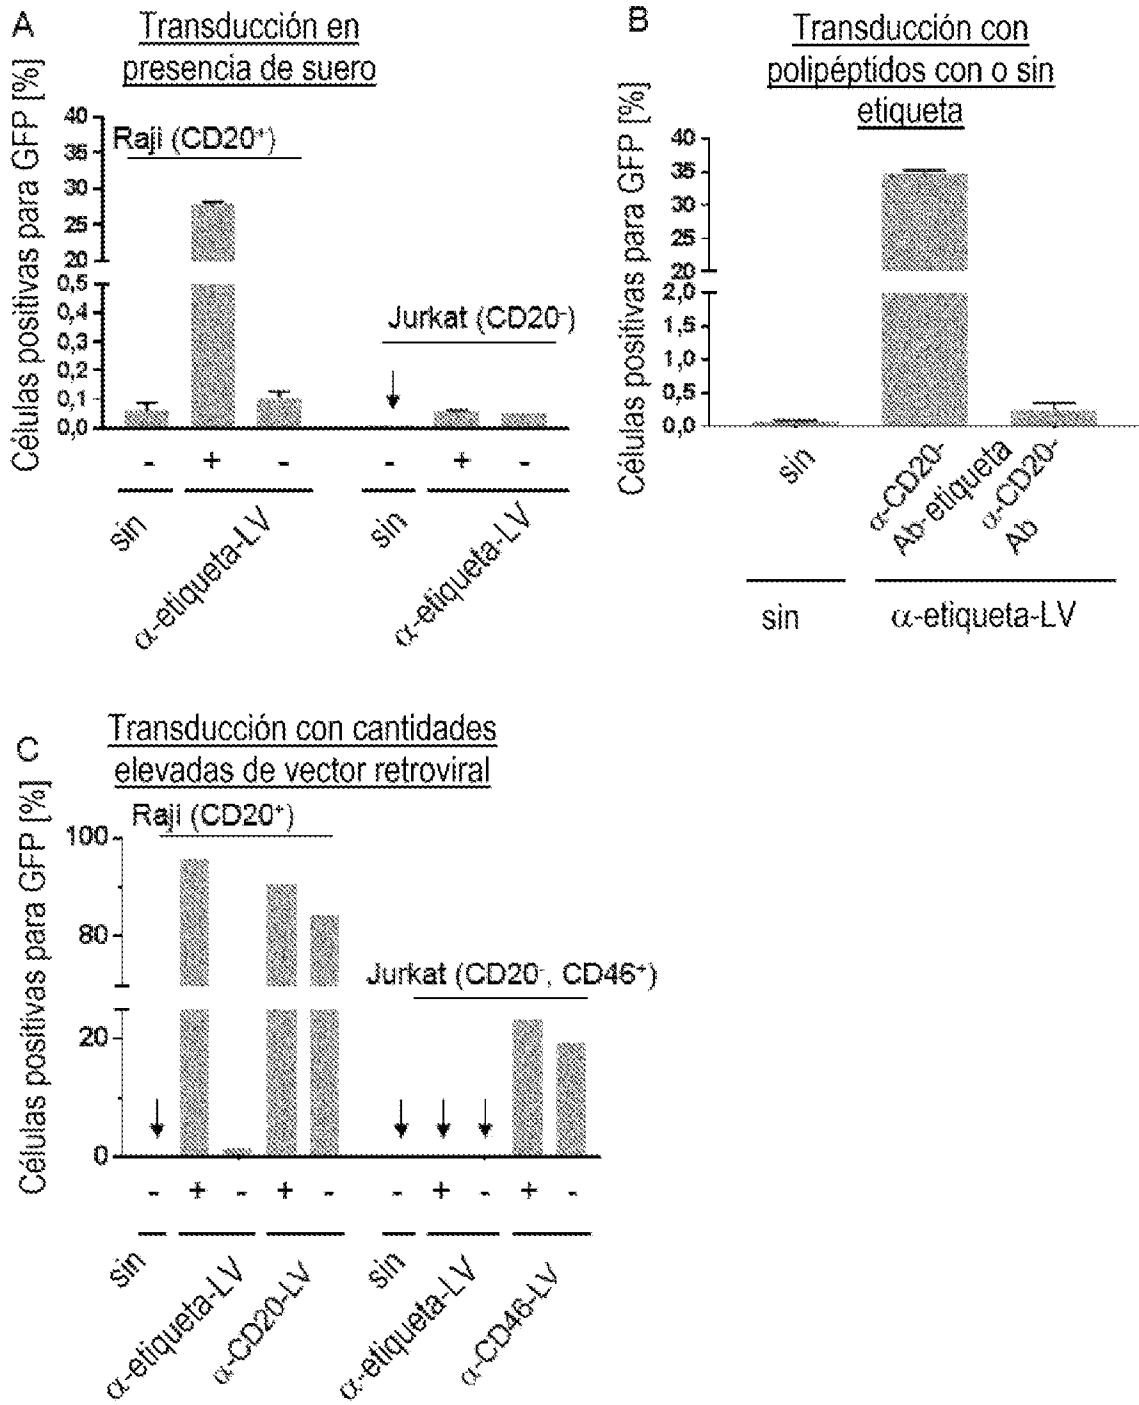 A
Transducción en
presencia de suero
Células positivas para GFP [%]
40
35
30
25
20
0,5
0,4
0,3
0,2
0,1
0,0
Raji (CD20⁺)
Jurkat (CD20⁻)
- + - - + -
sin
α-etiqueta-LV
sin
α-etiqueta-LV
B
Transducción con
polipéptidos con o sin
etiqueta
Células positivas para GFP [%]
40
35
30
25
20
2,0
1,5
1,0
0,5
0,0
sin
α-CD20-
Ab-etiqueta
α-CD20-
Ab
sin
α-etiqueta-LV
C
Transducción con cantidades
elevadas de vector retroviral
Células positivas para GFP [%]
Raji (CD20⁺)
100
80
20
0
Jurkat (CD20⁻, CD46⁺)
- + - + - - + - + -
sin
α-etiqueta-LV
α-CD20-LV
sin
α-etiqueta-LV
α-CD46-LV